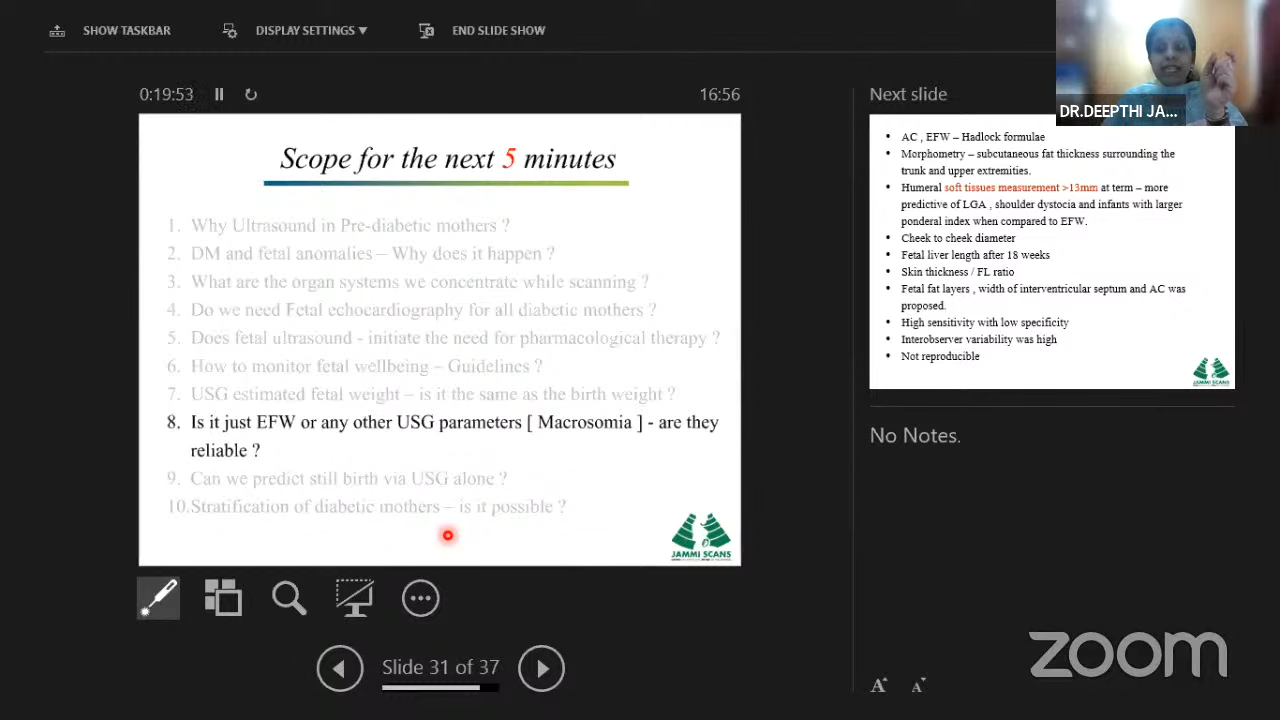 SHOW TASKBAR
DISPLAY SETTINGS ▼
END SLIDE SHOW
0:19:53
16:56
Next slide
DR.DEEPTHI JA...
Scope for the next 5 minutes
1. Why Ultrasound in Pre-diabetic mothers ?
2. DM and fetal anomalies – Why does it happen ?
3. What are the organ systems we concentrate while scanning ?
4. Do we need Fetal echocardiography for all diabetic mothers ?
5. Does fetal ultrasound - initiate the need for pharmacological therapy ?
6. How to monitor fetal wellbeing – Guidelines ?
7. USG estimated fetal weight – is it the same as the birth weight ?
8. Is it just EFW or any other USG parameters [ Macrosomia ] - are they
reliable ?
9. Can we predict still birth via USG alone ?
10.Stratification of diabetic mothers – is it possible ?
JAMMI SCANS
• AC , EFW – Hadlock formulae
• Morphometry – subcutaneous fat thickness surrounding the
trunk and upper extremities.
• Humeral soft tissues measurement >13mm at term – more
predictive of LGA , shoulder dystocia and infants with larger
ponderal index when compared to EFW.
• Cheek to cheek diameter
• Fetal liver length after 18 weeks
• Skin thickness / FL ratio
• Fetal fat layers , width of interventricular septum and AC was
proposed.
• High sensitivity with low specificity
• Interobserver variability was high
• Not reproducible
JAMMI SCANS
No Notes.
Slide 31 of 37
A A
zoom